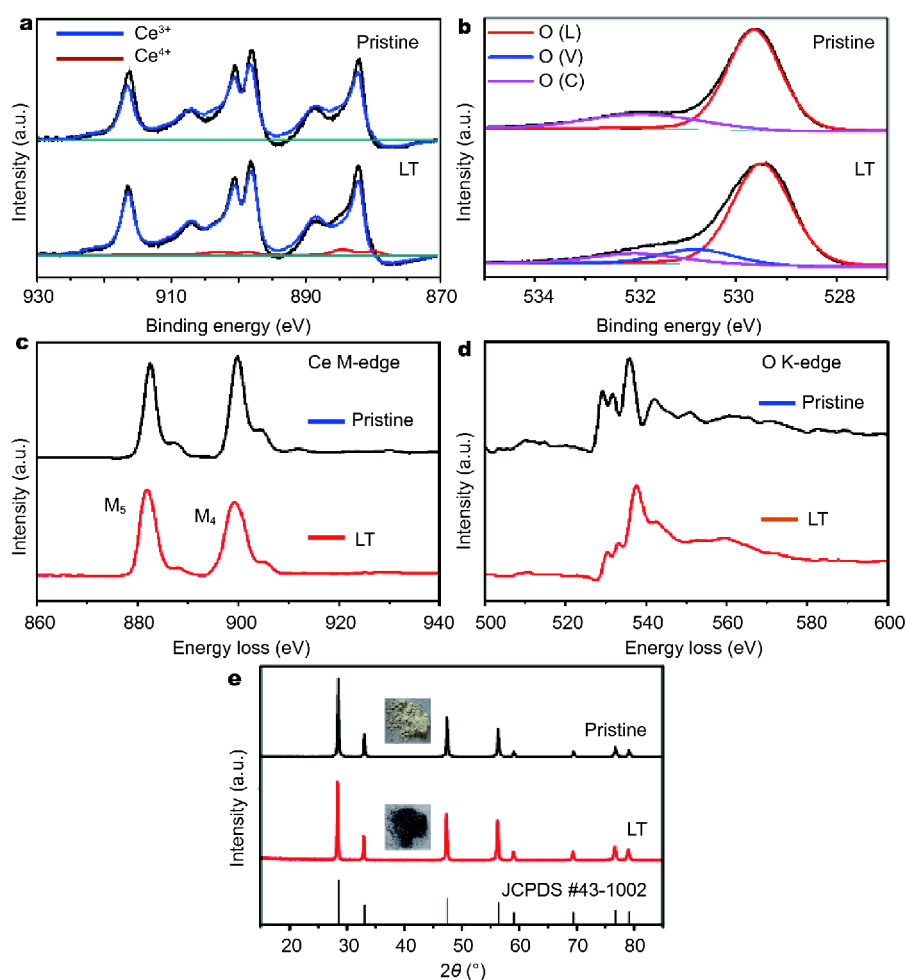 a
Ce3+
Ce4+
Pristine
LT
Intensity (a.u.)
930 910 890 870
Binding energy (eV)
b
O (L)
O (V)
O (C)
Pristine
LT
Intensity (a.u.)
534 532 530 528
Binding energy (eV)
c
Ce M-edge
Pristine
M5
M4
LT
Intensity (a.u.)
860 880 900 920 940
Energy loss (eV)
d
O K-edge
Pristine
LT
Intensity (a.u.)
500 520 540 560 580 600
Energy loss (eV)
e
Pristine
LT
JCPDS #43-1002
Intensity (a.u.)
20 30 40 50 60 70 80
2θ (°)